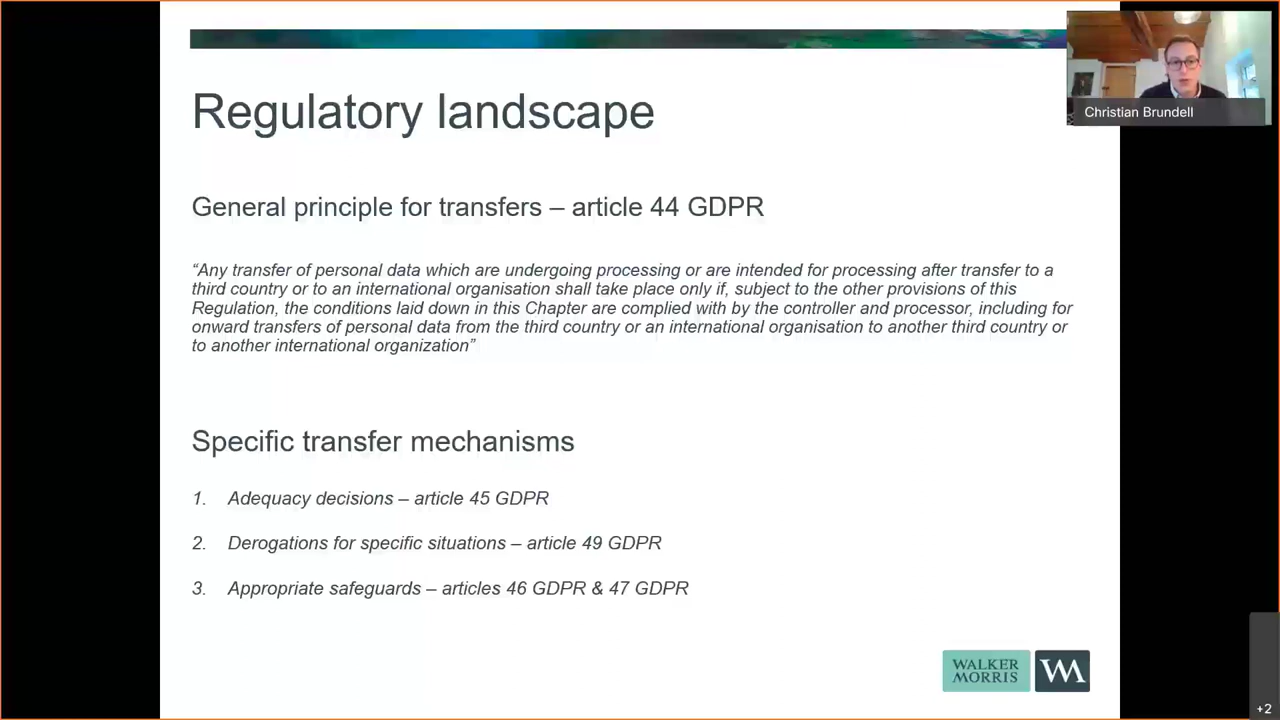 Regulatory landscape
General principle for transfers – article 44 GDPR
“Any transfer of personal data which are undergoing processing or are intended for processing after transfer to a
third country or to an international organisation shall take place only if, subject to the other provisions of this
Regulation, the conditions laid down in this Chapter are complied with by the controller and processor, including for
onward transfers of personal data from the third country or an international organisation to another third country or
to another international organization”
Specific transfer mechanisms
1. Adequacy decisions – article 45 GDPR
2. Derogations for specific situations – article 49 GDPR
3. Appropriate safeguards – articles 46 GDPR & 47 GDPR
Christian Brundell
WALKER
MORRIS
WM
+2